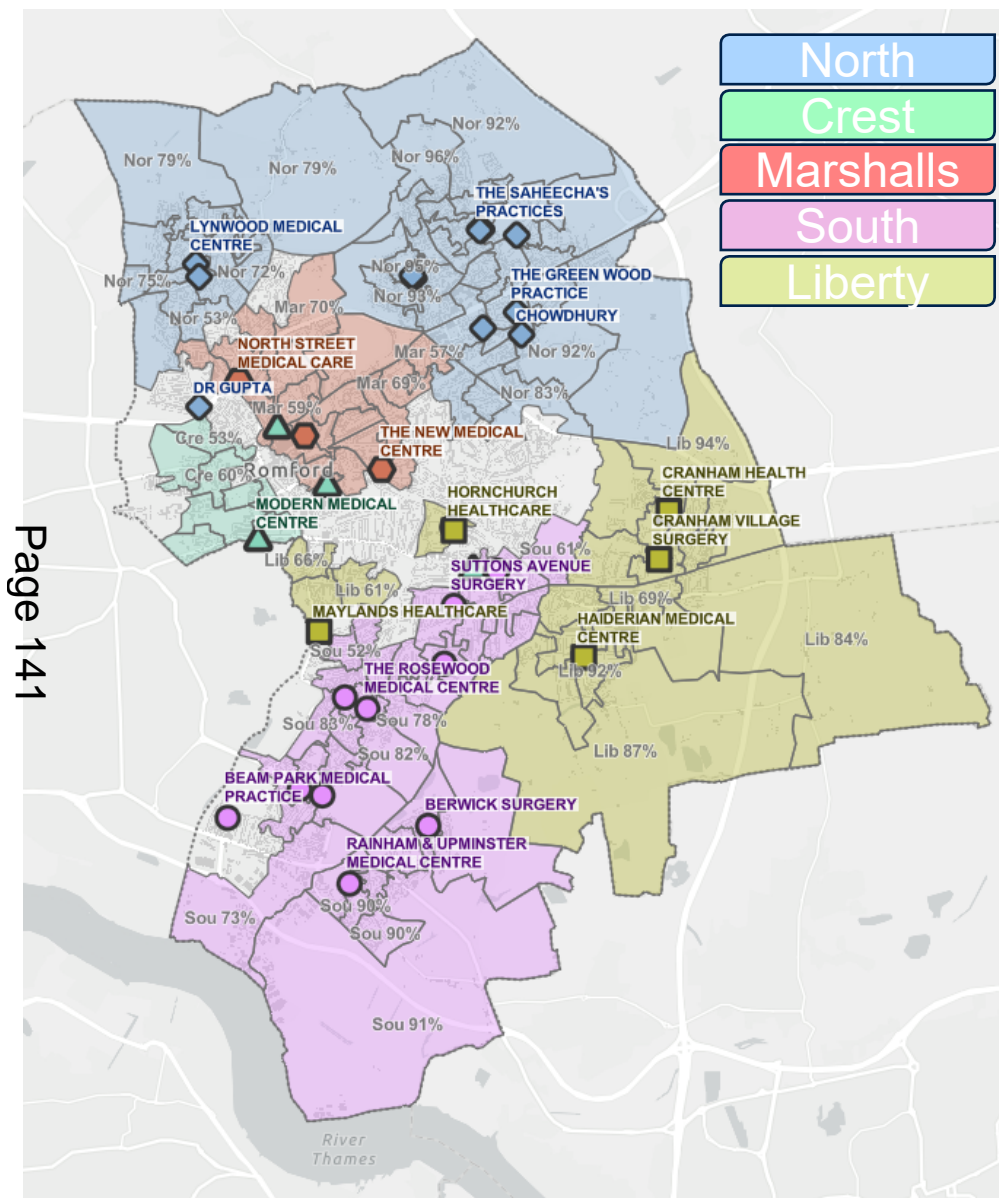 North
Crest
Marshalls
South
Liberty
Nor 92%
Nor 96%
Nor 79%
Nor 79%
THE SAHEECHA'S
PRACTICES
LYNWOOD MEDICAL
CENTRE
Nor 75%
Nor 72%
Nor 95%
Nor 93%
THE GREEN WOOD
PRACTICE
CHOWDHURY
Nor 53%
Mar 70%
NORTH STREET
MEDICAL CARE
Mar 57%
Nor 92%
Mar 69%
Nor 83%
DR GUPTA
Mar 59%
Cre 53%
THE NEW MEDICAL
CENTRE
Lib 94%
Cre 60%
Romford
CRANHAM HEALTH
CENTRE
HORNCHURCH
HEALTHCARE
MODERN MEDICAL
CENTRE
CRANHAM VILLAGE
SURGERY
Lib 66%
Sou 61%
SUTTONS AVENUE
SURGERY
Lib 61%
Lib 69%
MAYLANDS HEALTHCARE
HAIDERIAN MEDICAL
CENTRE
Lib 84%
Sou 52%
THE ROSEWOOD
MEDICAL CENTRE
Lib 92%
Sou 83%
Sou 78%
Sou 82%
Lib 87%
BEAM PARK MEDICAL
PRACTICE
BERWICK SURGERY
RAINHAM & UPMINSTER
MEDICAL CENTRE
Sou 90%
Sou 73%
Sou 90%
Sou 91%
River
Thames
Page 141